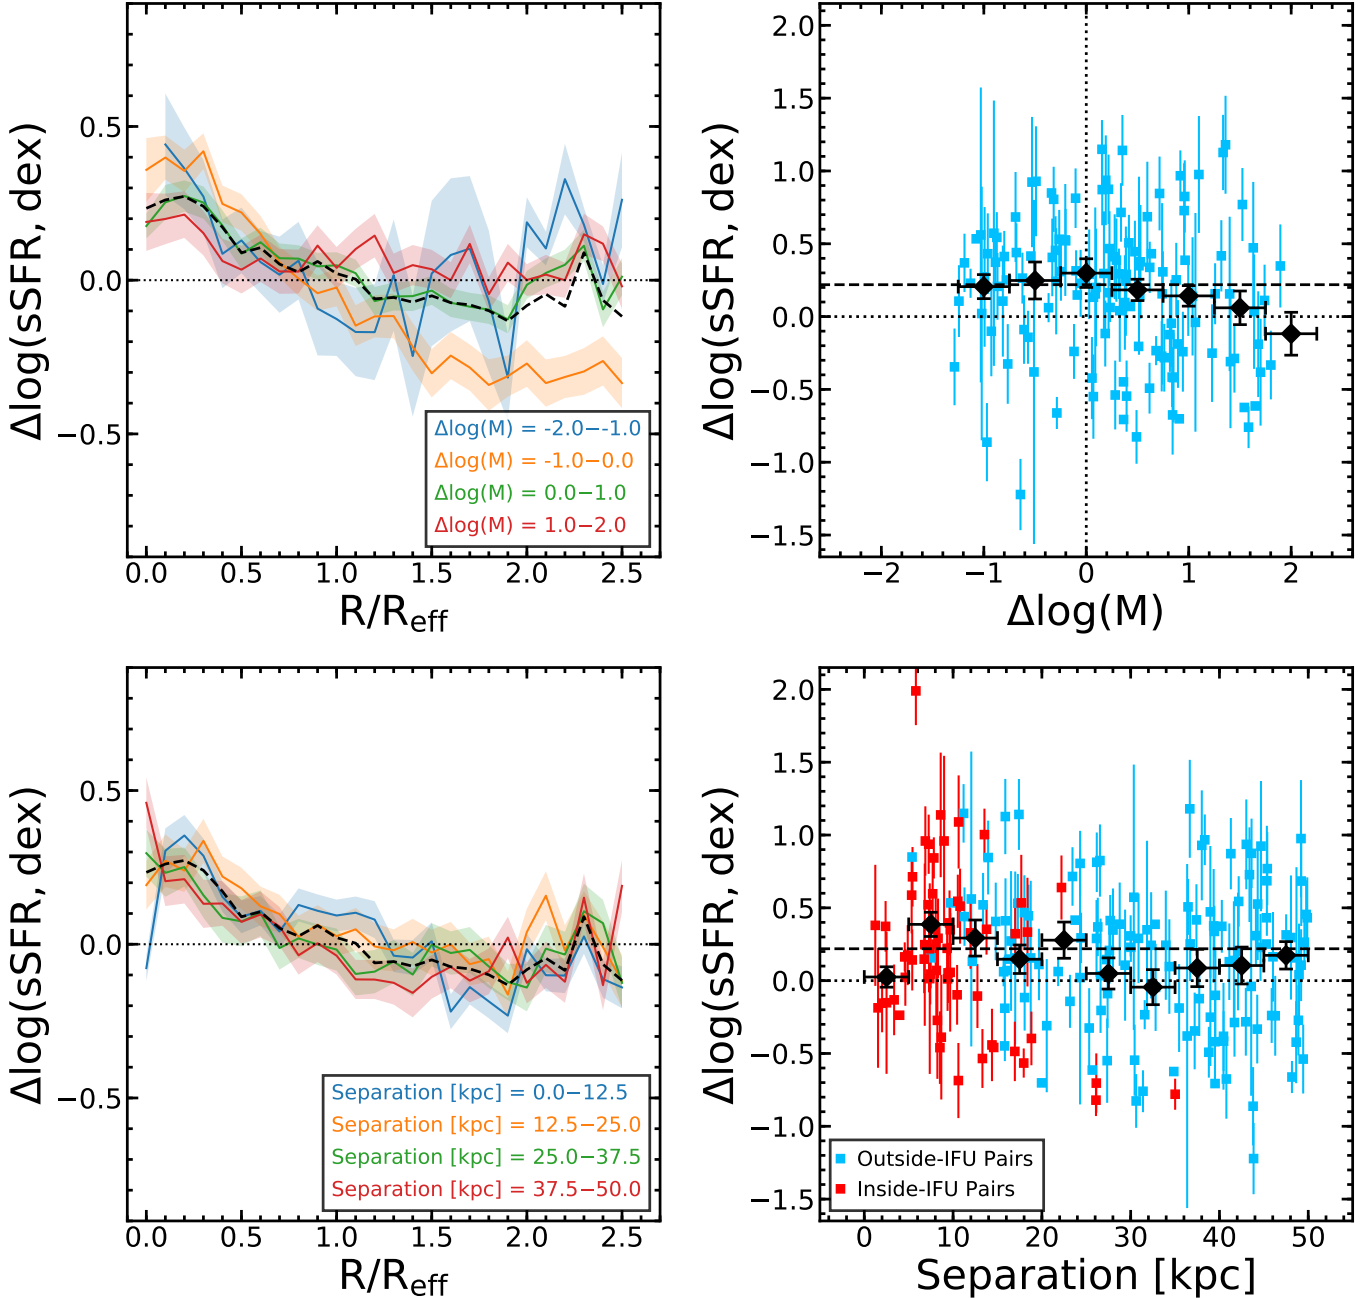 0.5
0.0
−0.5
Δlog(sSFR, dex)
Δlog(M) = -2.0−-1.0
Δlog(M) = -1.0−0.0
Δlog(M) = 0.0−1.0
Δlog(M) = 1.0−2.0
0.0 0.5 1.0 1.5 2.0 2.5
R/Reff
2.0
1.5
1.0
0.5
0.0
−0.5
−1.0
−1.5
Δlog(sSFR, dex)
−2 −1 0 1 2
Δlog(M)
0.5
0.0
−0.5
Δlog(sSFR, dex)
Separation [kpc] = 0.0−12.5
Separation [kpc] = 12.5−25.0
Separation [kpc] = 25.0−37.5
Separation [kpc] = 37.5−50.0
0.0 0.5 1.0 1.5 2.0 2.5
R/Reff
2.0
1.5
1.0
0.5
0.0
−0.5
−1.0
−1.5
Δlog(sSFR, dex)
Outside-IFU Pairs
Inside-IFU Pairs
0 10 20 30 40 50
Separation [kpc]